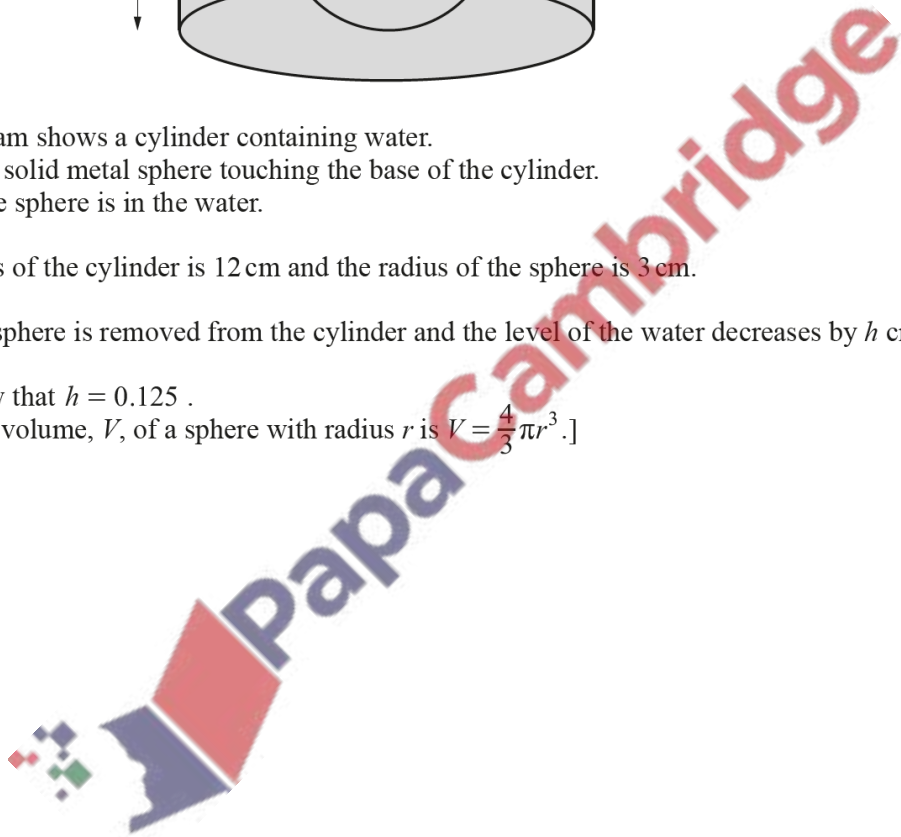 am shows a cylinder containing water.
solid metal sphere touching the base of the cylinder.
e sphere is in the water.
s of the cylinder is 12 cm and the radius of the sphere is 3 cm.
sphere is removed from the cylinder and the level of the water decreases by h c
that h = 0.125 .
volume, V, of a sphere with radius r is V = 4/3 πr³ .]
PapaCambridge